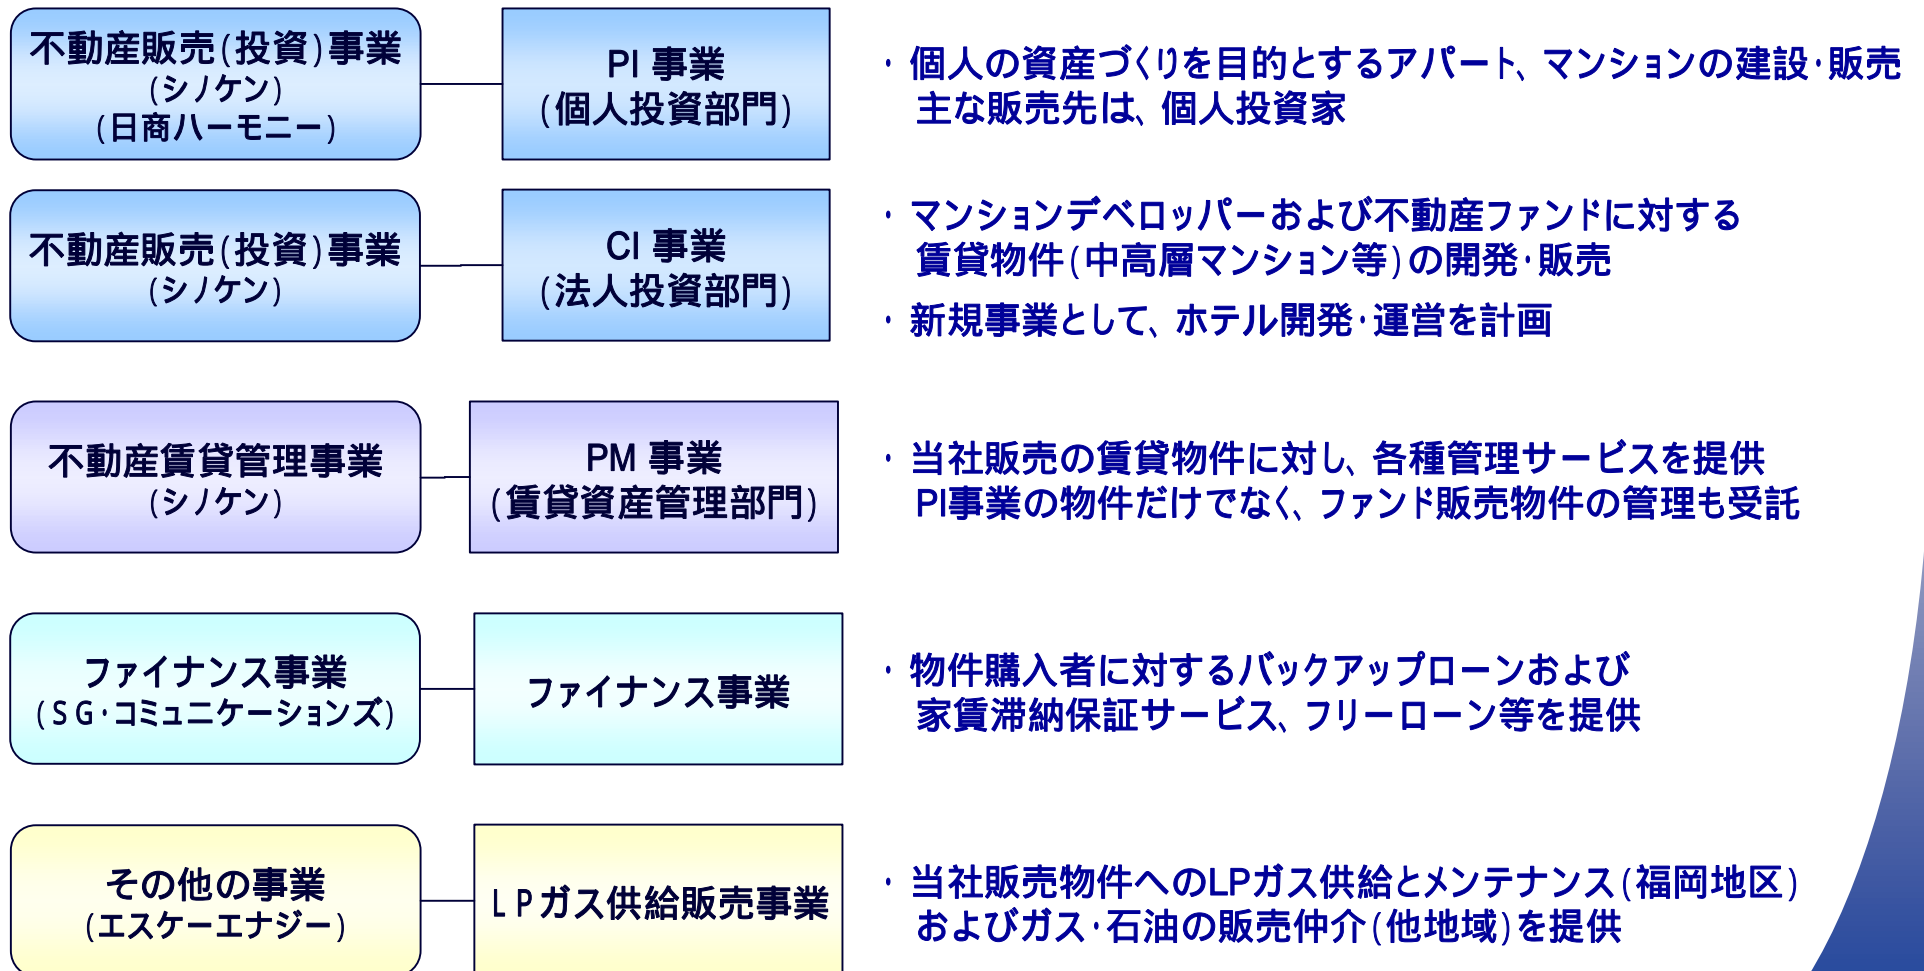 不動産販売(投資)事業
(シノケン)
(日商ハーモニー)
PI 事業
(個人投資部門)
・個人の資産づくりを目的とするアパート、マンションの建設・販売
主な販売先は、個人投資家
不動産販売(投資)事業
(シノケン)
CI 事業
(法人投資部門)
・マンションデベロッパーおよび不動産ファンドに対する
賃貸物件(中高層マンション等)の開発・販売
・新規事業として、ホテル開発・運営を計画
不動産賃貸管理事業
(シノケン)
PM 事業
(賃貸資産管理部門)
・当社販売の賃貸物件に対し、各種管理サービスを提供
PI事業の物件だけでなく、ファンド販売物件の管理も受託
ファイナンス事業
(SG・コミュニケーションズ)
ファイナンス事業
・物件購入者に対するバックアップローンおよび
家賃滞納保証サービス、フリーローン等を提供
その他の事業
(エスケーエナジー)
LPガス供給販売事業
・当社販売物件へのLPガス供給とメンテナンス(福岡地区)
およびガス・石油の販売仲介(他地域)を提供